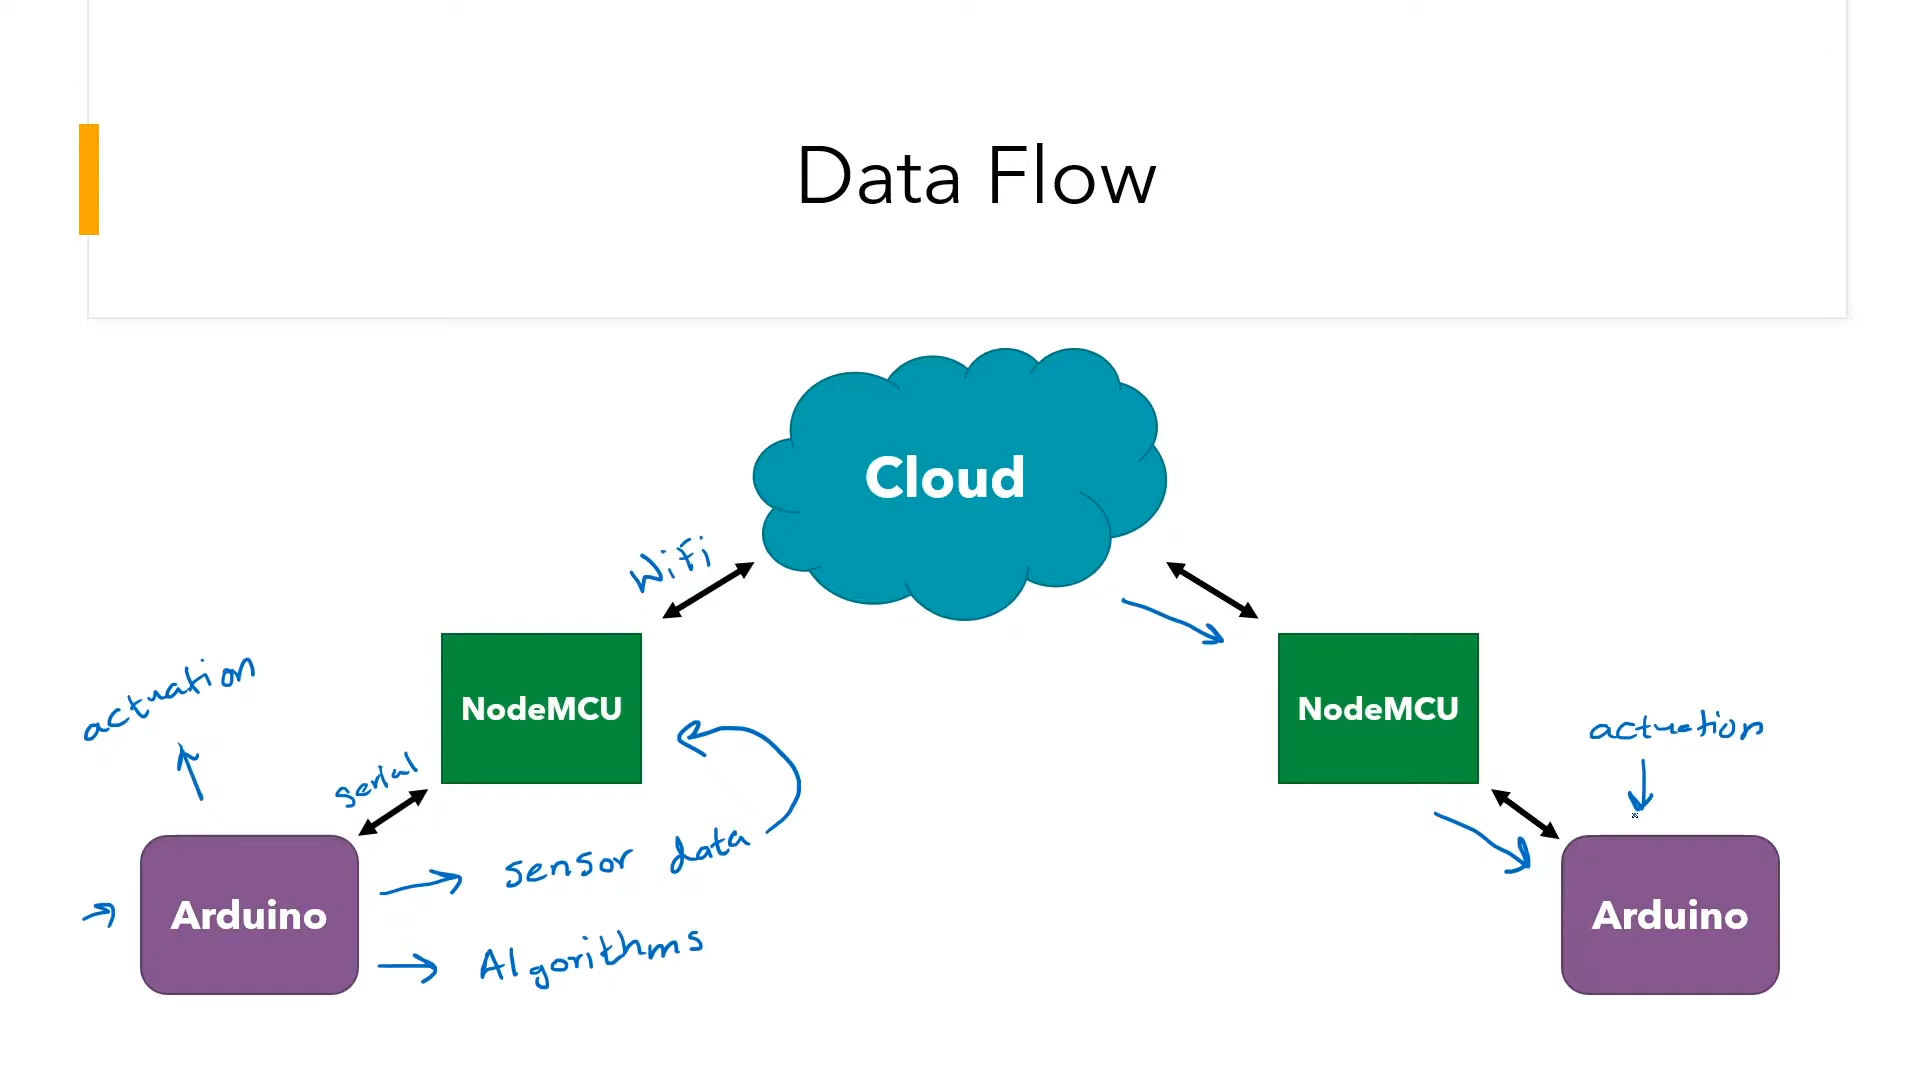 Data Flow
Cloud
WiFi
NodeMCU
NodeMCU
actuation
actuation
serial
sensor data
Arduino
Arduino
Algorithms